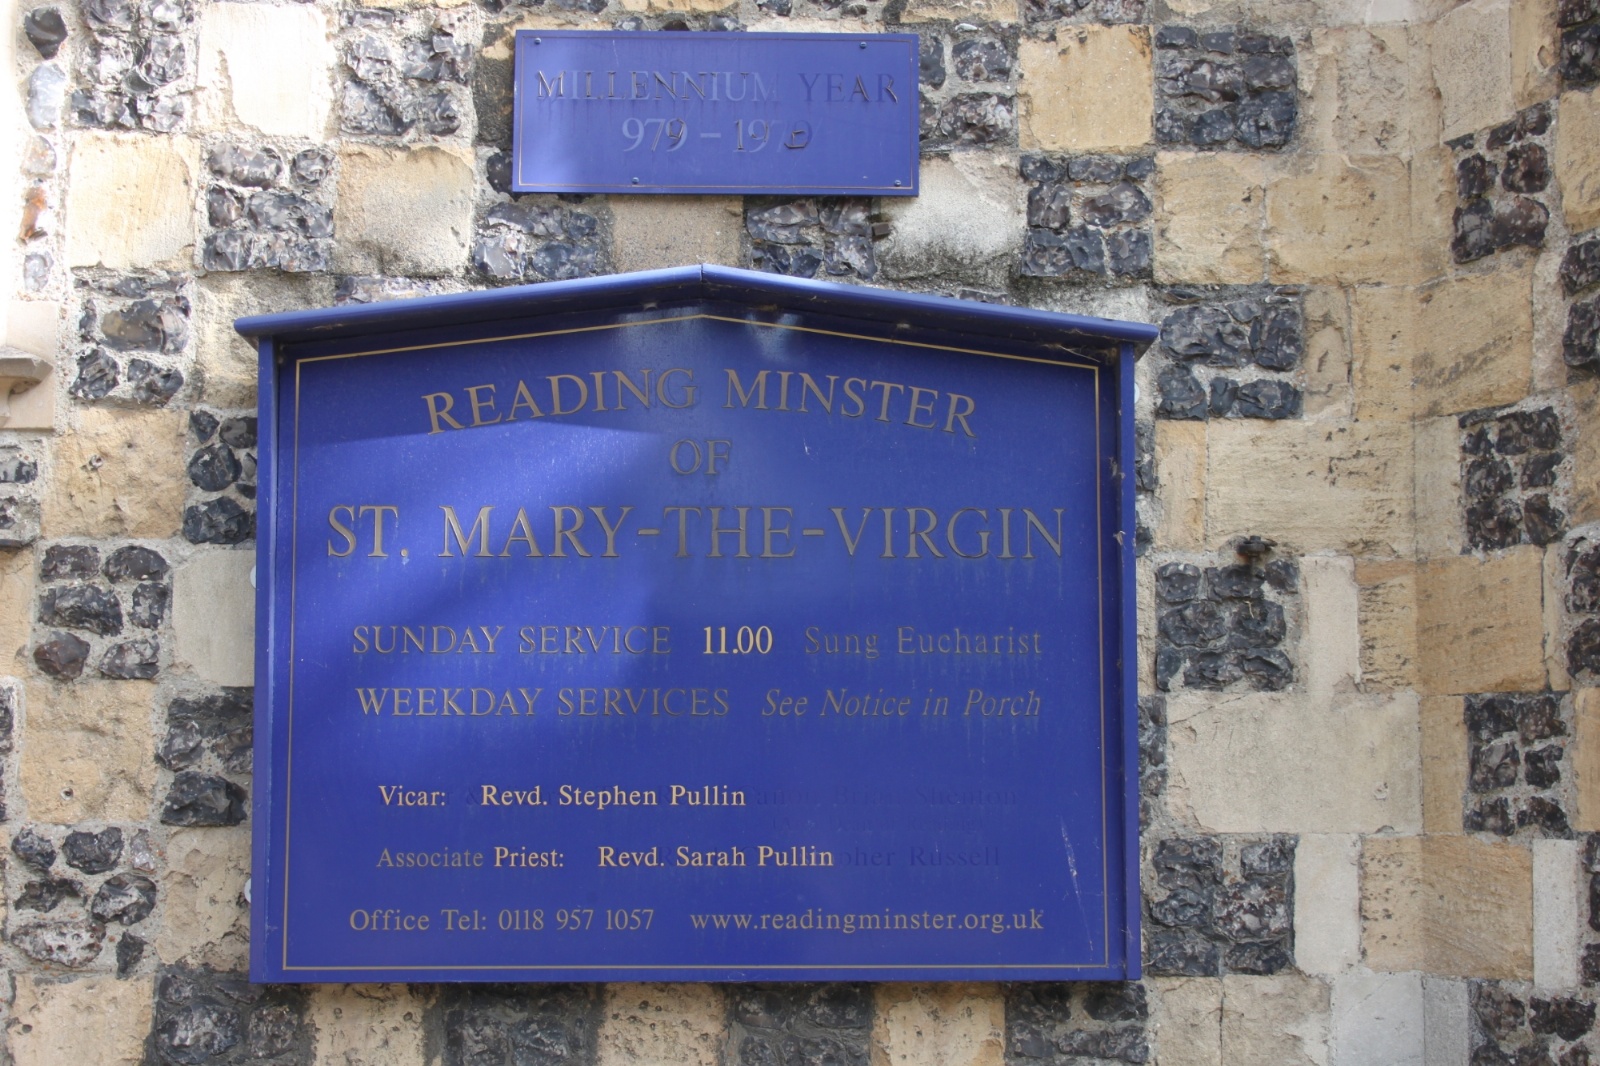 MILLENNIUM YEAR
979 - 1979
READING MINSTER
OF
ST. MARY-THE-VIRGIN
SUNDAY SERVICE 11.00 Sung Eucharist
WEEKDAY SERVICES See Notice in Porch
Vicar: Revd. Stephen Pullin
Associate Priest: Revd. Sarah Pullin
Office Tel: 0118 957 1057 www.readingminster.org.uk